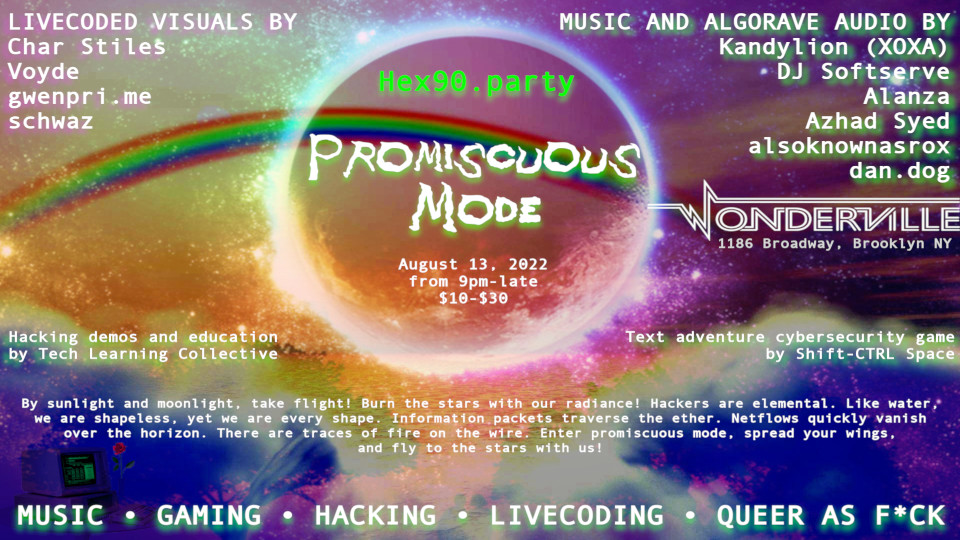 LIVECODED VISUALS BY
Char Stiles
Voyde
gwenpri.me
schwaz
MUSIC AND ALGORAVE AUDIO BY
Kandylion (XOXA)
DJ Softserve
Alanza
Azhad Syed
alsoknownasrox
dan.dog
Hex90.party
PROMISCUOUS
MODE
August 13, 2022
from 9pm-late
$10-$30
WONDERVILLE
1186 Broadway, Brooklyn NY
Hacking demos and education
by Tech Learning Collective
Text adventure cybersecurity game
by Shift-CTRL Space
By sunlight and moonlight, take flight! Burn the stars with our radiance! Hackers are elemental. Like water,
we are shapeless, yet we are every shape. Information packets traverse the ether. Netflows quickly vanish
over the horizon. There are traces of fire on the wire. Enter promiscuous mode, spread your wings,
and fly to the stars with us!
MUSIC • GAMING • HACKING • LIVECODING • QUEER AS F*CK